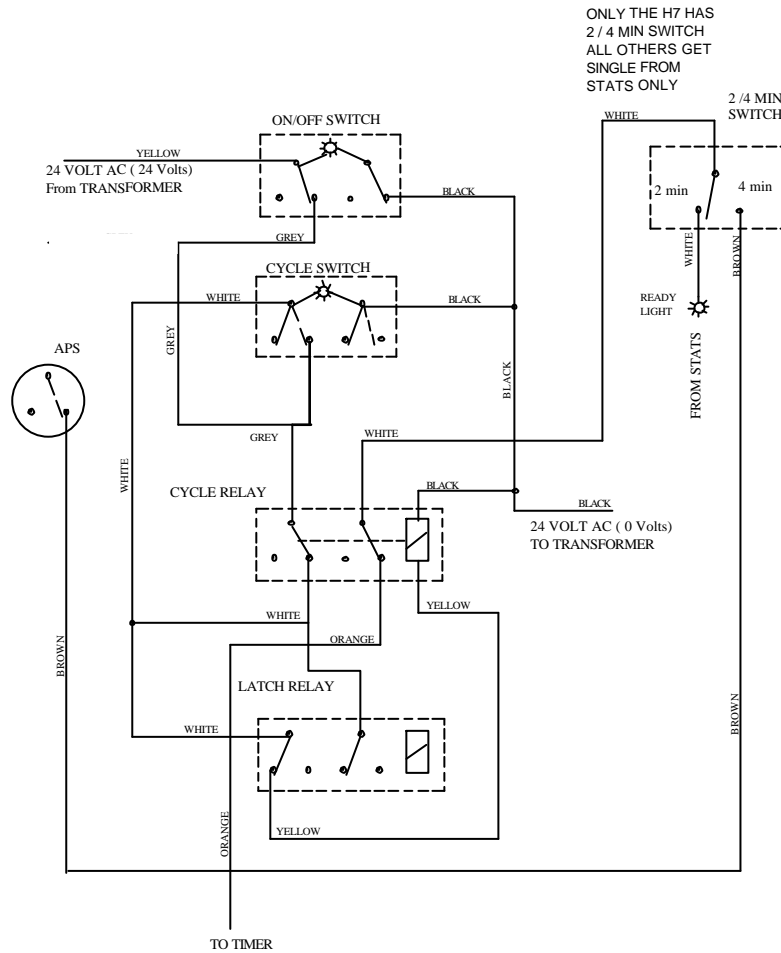 ONLY THE H7 HAS
2 / 4 MIN SWITCH
ALL OTHERS GET
SINGLE FROM
STATS ONLY
2 /4 MIN
SWITCH
WHITE
ON/OFF SWITCH
YELLOW
24 VOLT AC ( 24 Volts)
From TRANSFORMER
BLACK
2 min
4 min
GREY
WHITE
BROWN
CYCLE SWITCH
WHITE
BLACK
READY
LIGHT
GREY
APS
BLACK
FROM STATS
GREY
WHITE
WHITE
CYCLE RELAY
BLACK
BLACK
24 VOLT AC ( 0 Volts)
TO TRANSFORMER
YELLOW
WHITE
ORANGE
BROWN
LATCH RELAY
BROWN
WHITE
ORANGE
YELLOW
TO TIMER